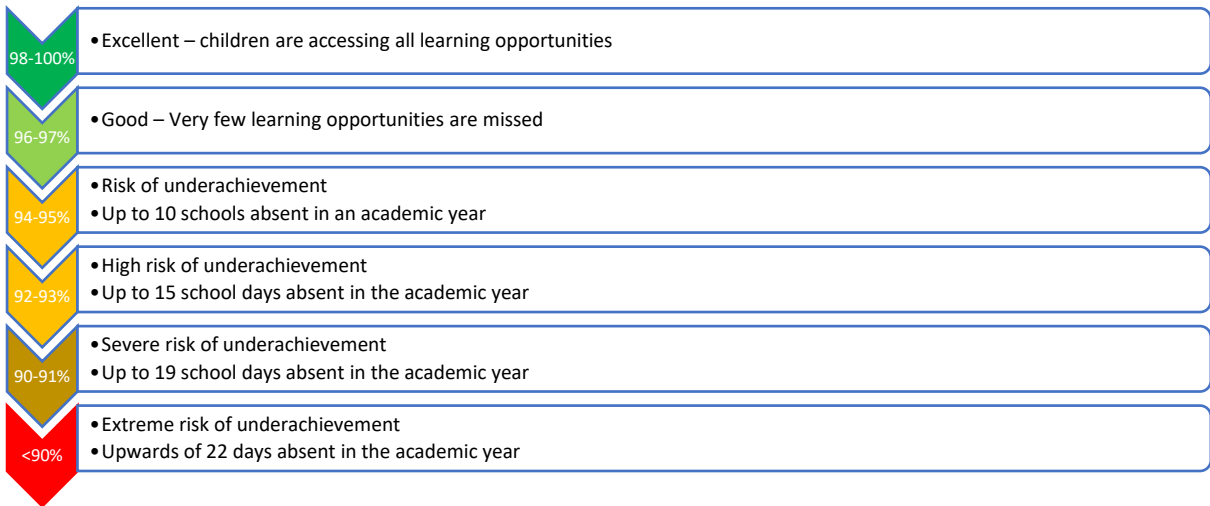 98-100%
•Excellent – children are accessing all learning opportunities
96-97%
•Good – Very few learning opportunities are missed
94-95%
•Risk of underachievement
•Up to 10 schools absent in an academic year
92-93%
•High risk of underachievement
•Up to 15 school days absent in the academic year
90-91%
•Severe risk of underachievement
•Up to 19 school days absent in the academic year
<90%
•Extreme risk of underachievement
•Upwards of 22 days absent in the academic year